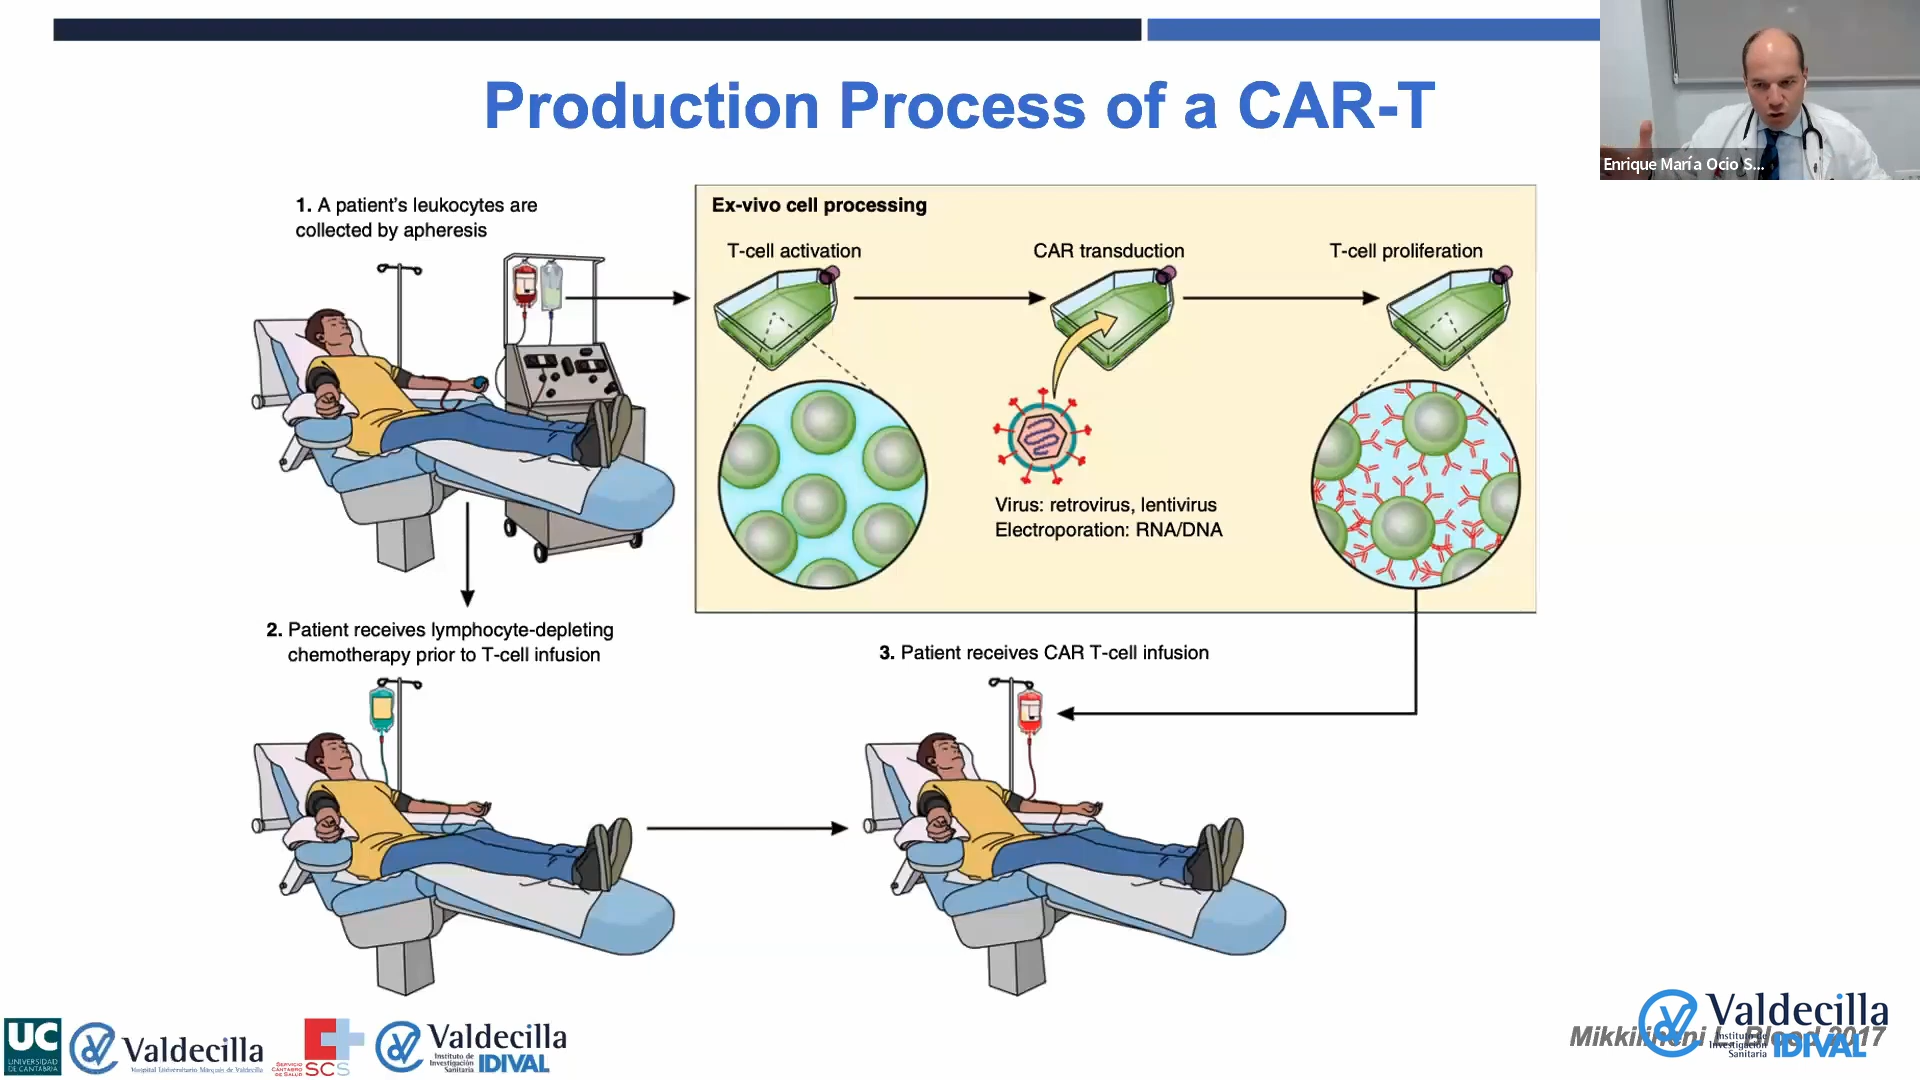 Production Process of a CAR-T
Enrique María Ocio S...
1. A patient's leukocytes are
collected by apheresis
Ex-vivo cell processing
T-cell activation
CAR transduction
T-cell proliferation
Virus: retrovirus, lentivirus
Electroporation: RNA/DNA
2. Patient receives lymphocyte-depleting
chemotherapy prior to T-cell infusion
3. Patient receives CAR T-cell infusion
UC
UNIVERSIDAD
DE CANTABRIA
Valdecilla
Hospital Universitario Marqués de Valdecilla
SERVICIO
CÁNTABRO
DE SALUD
SCS
Valdecilla
Instituto de
Investigación
Sanitaria
IDIVAL
Mikkilineni L, Blood 2017
Valdecilla
Instituto de
Investigación
Sanitaria
IDIVAL